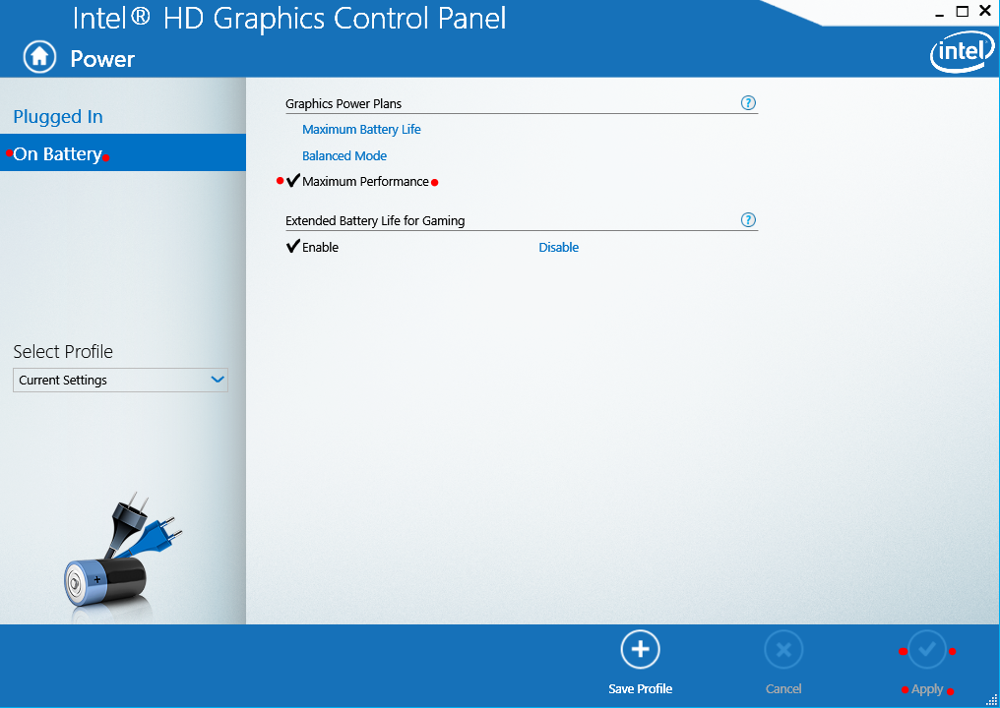 Intel® HD Graphics Control Panel
Power
intel
Plugged In
On Battery
Graphics Power Plans
?
Maximum Battery Life
Balanced Mode
Maximum Performance
Extended Battery Life for Gaming
?
Enable
Disable
Select Profile
Current Settings
Save Profile
Cancel
Apply